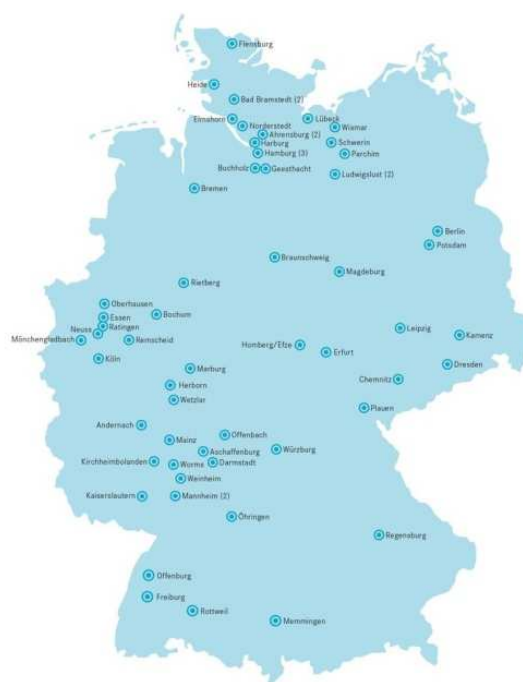 Flensburg
Heide
Bad Bramstedt (2)
Elmshorn
Lübeck
Norderstedt
Wismar
Ahrensburg (2)
Harburg
Schwerin
Hamburg (3)
Parchim
Buchholz
Geesthacht
Ludwigslust (2)
Bremen
Berlin
Potsdam
Braunschweig
Magdeburg
Rietberg
Oberhausen
Essen
Bochum
Ratingen
Neuss
Leipzig
Kamenz
Mönchengladbach
Remscheid
Homberg/Efze
Erfurt
Köln
Dresden
Marburg
Chemnitz
Herborn
Wetzlar
Plauen
Andernach
Offenbach
Mainz
Aschaffenburg
Würzburg
Kirchheimbolanden
Worms
Darmstadt
Weinheim
Kaiserslautern
Mannheim (2)
Öhringen
Regensburg
Offenburg
Freiburg
Rottweil
Memmingen